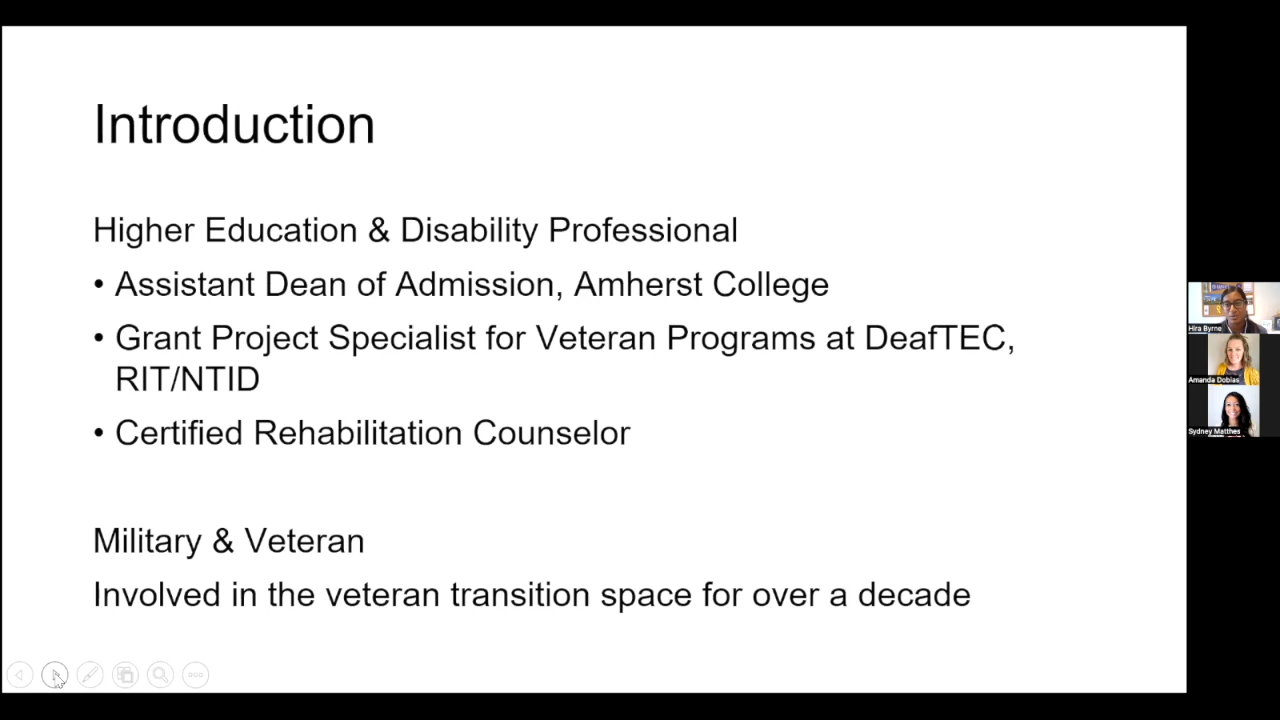 Introduction
Higher Education & Disability Professional
• Assistant Dean of Admission, Amherst College
• Grant Project Specialist for Veteran Programs at DeafTEC,
RIT/NTID
• Certified Rehabilitation Counselor
Military & Veteran
Involved in the veteran transition space for over a decade
Hira Byrne
Amanda Dobias
Sydney Matthes